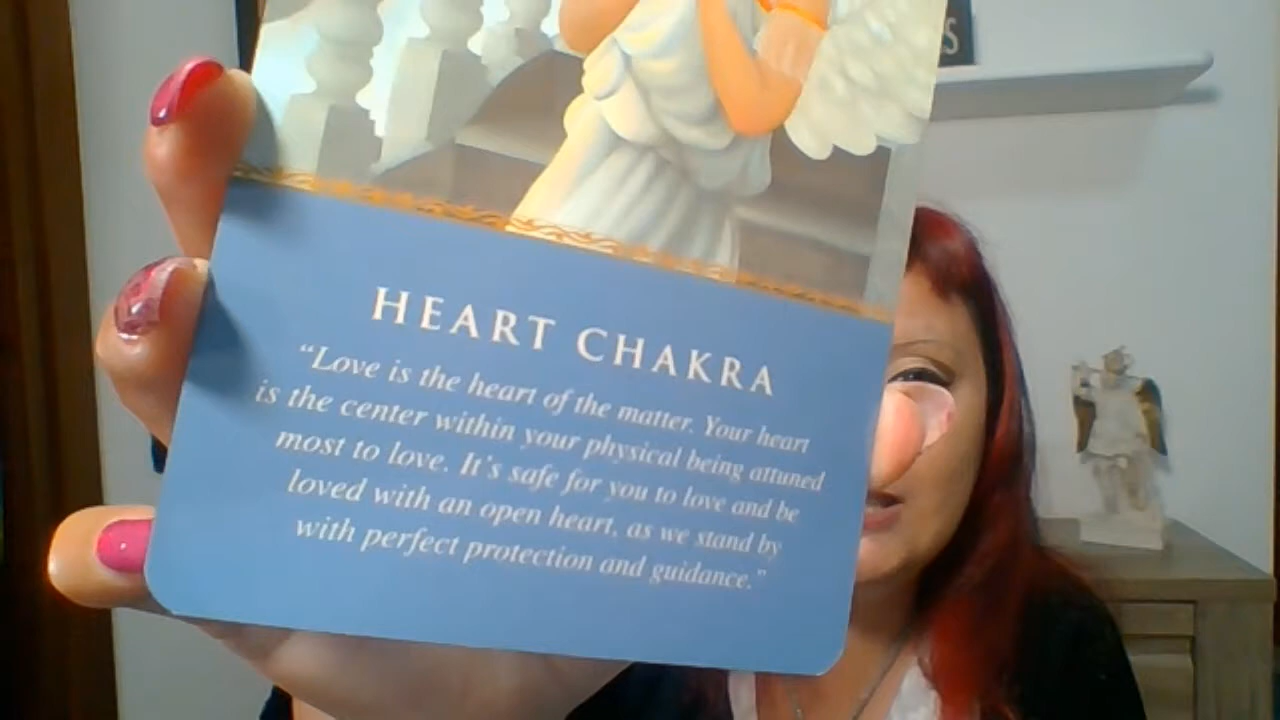 S
HEART CHAKRA
“Love is the heart of the matter. Your heart
is the center within your physical being attuned
most to love. It's safe for you to love and be
loved with an open heart, as we stand by
with perfect protection and guidance.”